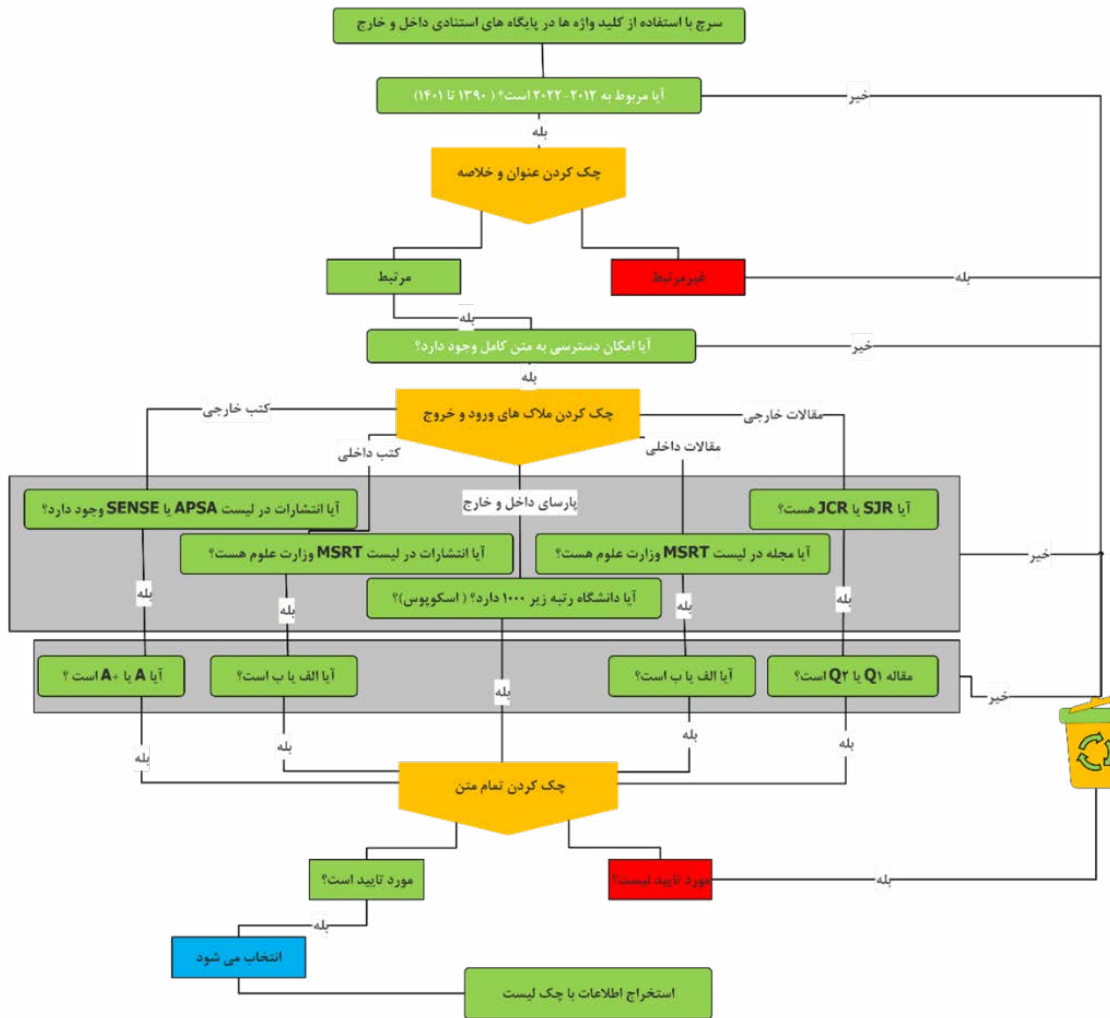 سرچ با استفاده از کلید واژه ها در پایگاه های استنادی داخل و خارج
آیا مربوط به ۲۰۱۲-۲۰۲۲ است؟ ( ۱۳۹۰ تا ۱۴۰۱)
خیر
بله
چک کردن عنوان و خلاصه
غیرمرتبط
مرتبط
بله
بله
آیا امکان دسترسی به متن کامل وجود دارد؟
خیر
بله
چک کردن ملاک های ورود و خروج
مقالات خارجی
کتب خارجی
مقالات داخلی
کتب داخلی
پارسای داخل و خارج
آیا SJR یا JCR هست؟
آیا انتشارات در لیست APSA یا SENSE وجود دارد؟
آیا مجله در لیست MSRT وزارت علوم هست؟
آیا انتشارات در لیست MSRT وزارت علوم هست؟
خیر
آیا دانشگاه رتبه زیر ۱۰۰۰ دارد؟ ( اسکوپوس)؟
بله
بله
بله
بله
مقاله Q۱ یا Q۲ است؟
آیا الف یا ب است؟
آیا الف یا ب است؟
آیا A یا A+ است ؟
خیر
بله
بله
بله
بله
بله
چک کردن تمام متن
مورد تایید نیست؟
مورد تایید است؟
بله
بله
انتخاب می شود
استخراج اطلاعات با چک لیست